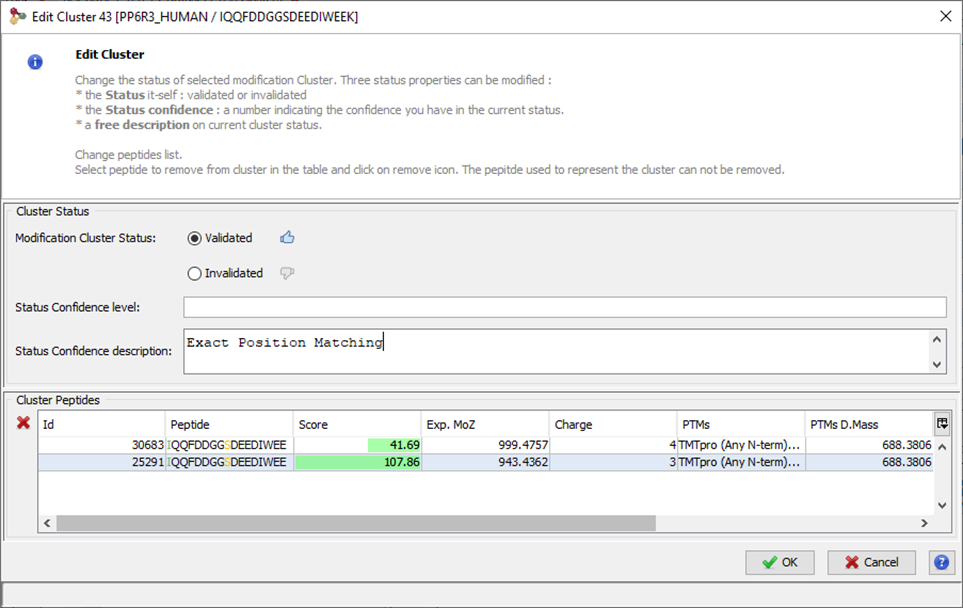 Edit Cluster 43 [PP6R3_HUMAN / IQQFDDGGSDEEDIWEEK]
Edit Cluster
Change the status of selected modification Cluster. Three status properties can be modified :
* the Status it-self : validated or invalidated
* the Status confidence : a number indicating the confidence you have in the current status.
* a free description on current cluster status.
Change peptides list.
Select peptide to remove from cluster in the table and click on remove icon. The pepitde used to represent the cluster can not be removed.
Cluster Status
Modification Cluster Status:
Validated
Invalidated
Status Confidence level:
Status Confidence description:
Exact Position Matching
Cluster Peptides
Id Peptide Score Exp. MoZ Charge PTMs PTMs D.Mass
30683 IQQFDDGGSDEEDIWEE 41.69 999.4757 4 TMTpro (Any N-term)... 688.3806
25291 IQQFDDGGSDEEDIWEE 107.86 943.4362 3 TMTpro (Any N-term)... 688.3806
OK Cancel ?